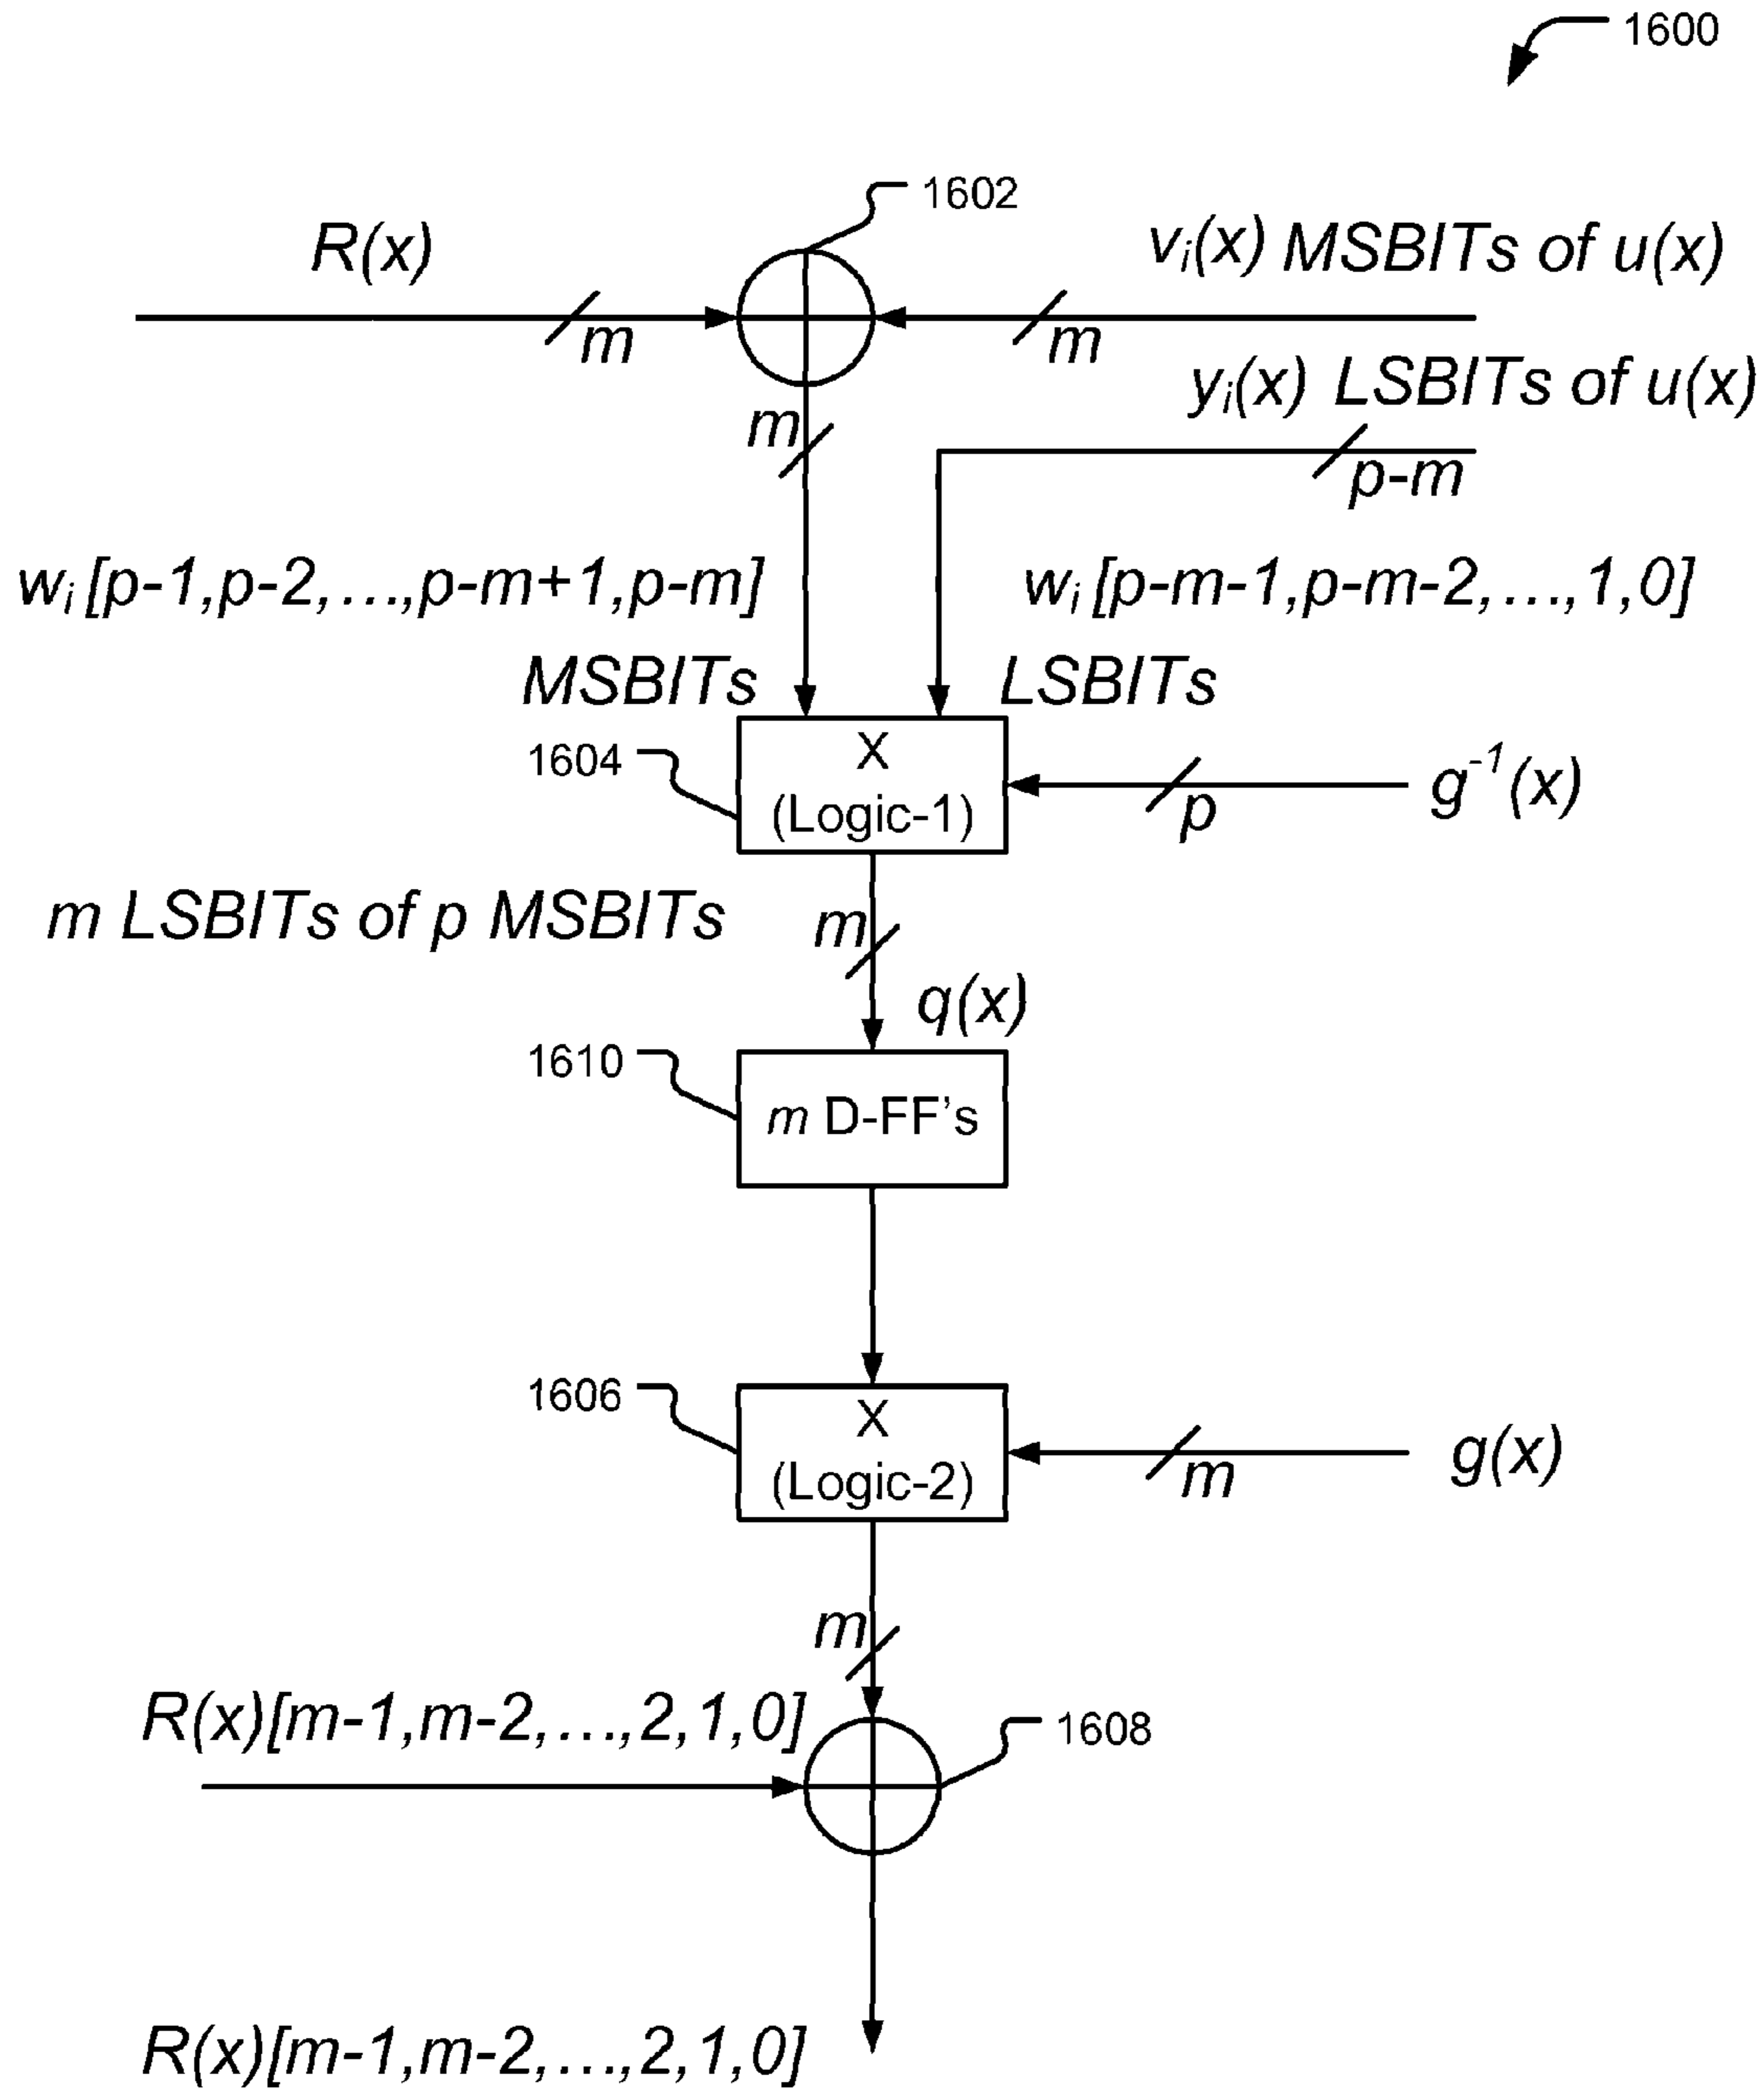 1600
1602
R(x)
vᵢ(x) MSBITs of u(x)
m
m
yᵢ(x) LSBITs of u(x)
m
p-m
wᵢ [p-1,p-2,...,p-m+1,p-m]
wᵢ [p-m-1,p-m-2,...,1,0]
MSBITs
LSBITs
1604
X
(Logic-1)
p
g⁻¹(x)
m LSBITs of p MSBITs
m
q(x)
1610
m D-FF's
1606
X
(Logic-2)
m
g(x)
m
R(x)[m-1,m-2,...,2,1,0]
1608
R(x)[m-1,m-2,...,2,1,0]